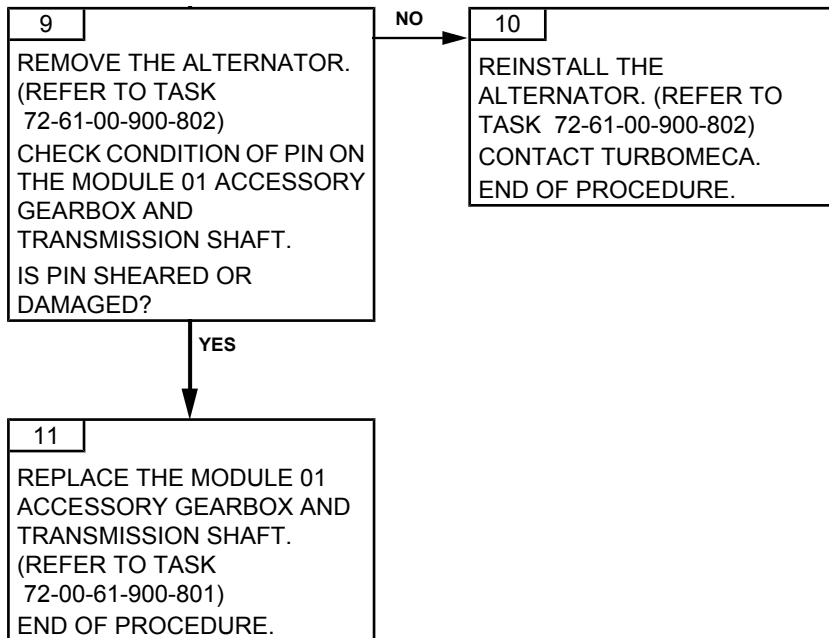 9
REMOVE THE ALTERNATOR.
(REFER TO TASK
72-61-00-900-802)
CHECK CONDITION OF PIN ON
THE MODULE 01 ACCESSORY
GEARBOX AND
TRANSMISSION SHAFT.
IS PIN SHEARED OR
DAMAGED?
NO
10
REINSTALL THE
ALTERNATOR. (REFER TO
TASK 72-61-00-900-802)
CONTACT TURBOMECA.
END OF PROCEDURE.
YES
11
REPLACE THE MODULE 01
ACCESSORY GEARBOX AND
TRANSMISSION SHAFT.
(REFER TO TASK
72-00-61-900-801)
END OF PROCEDURE.